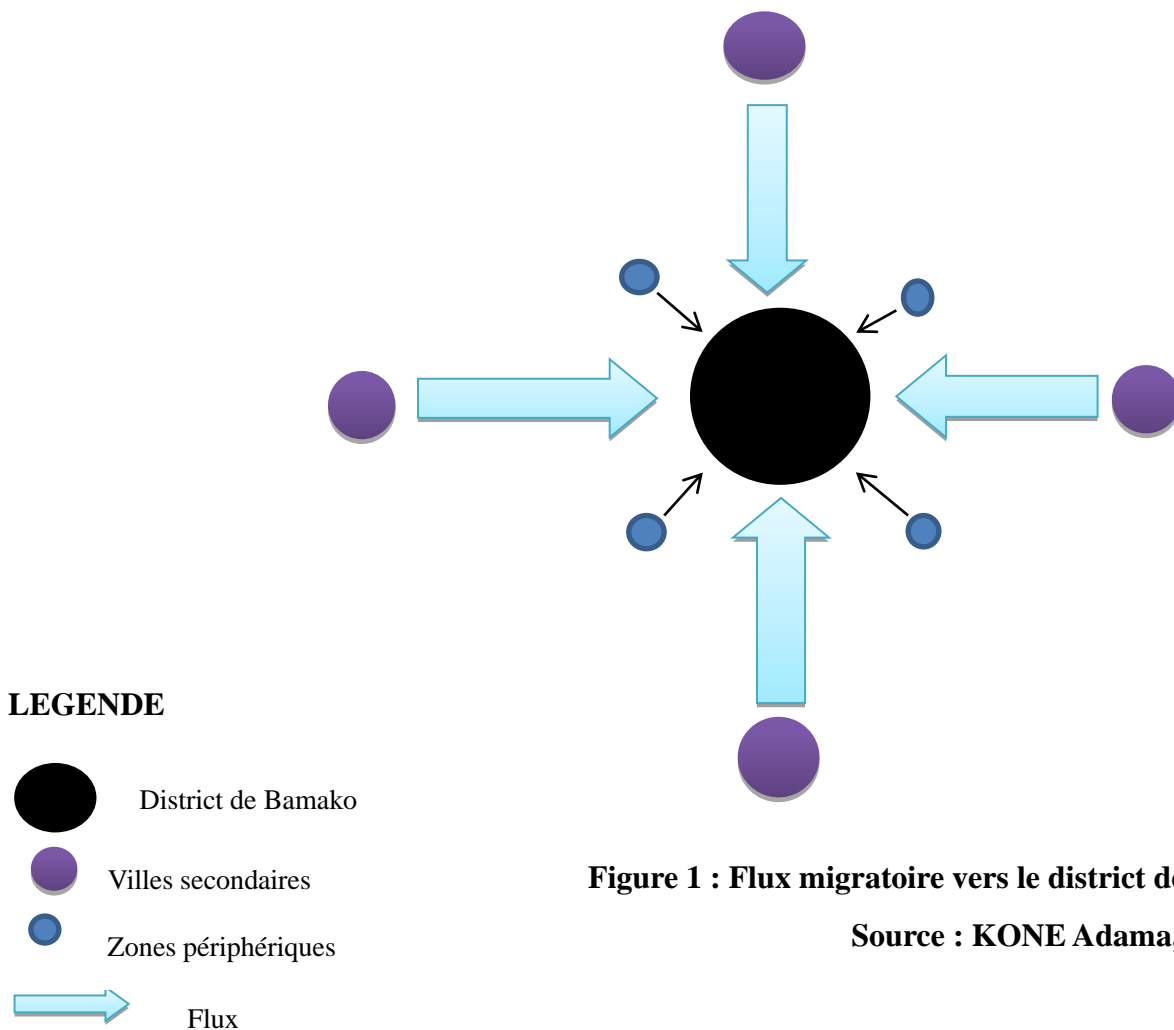 LEGENDE
District de Bamako
Villes secondaires
Zones périphériques
Flux
Figure 1 : Flux migratoire vers le district
Source : KONE Adama